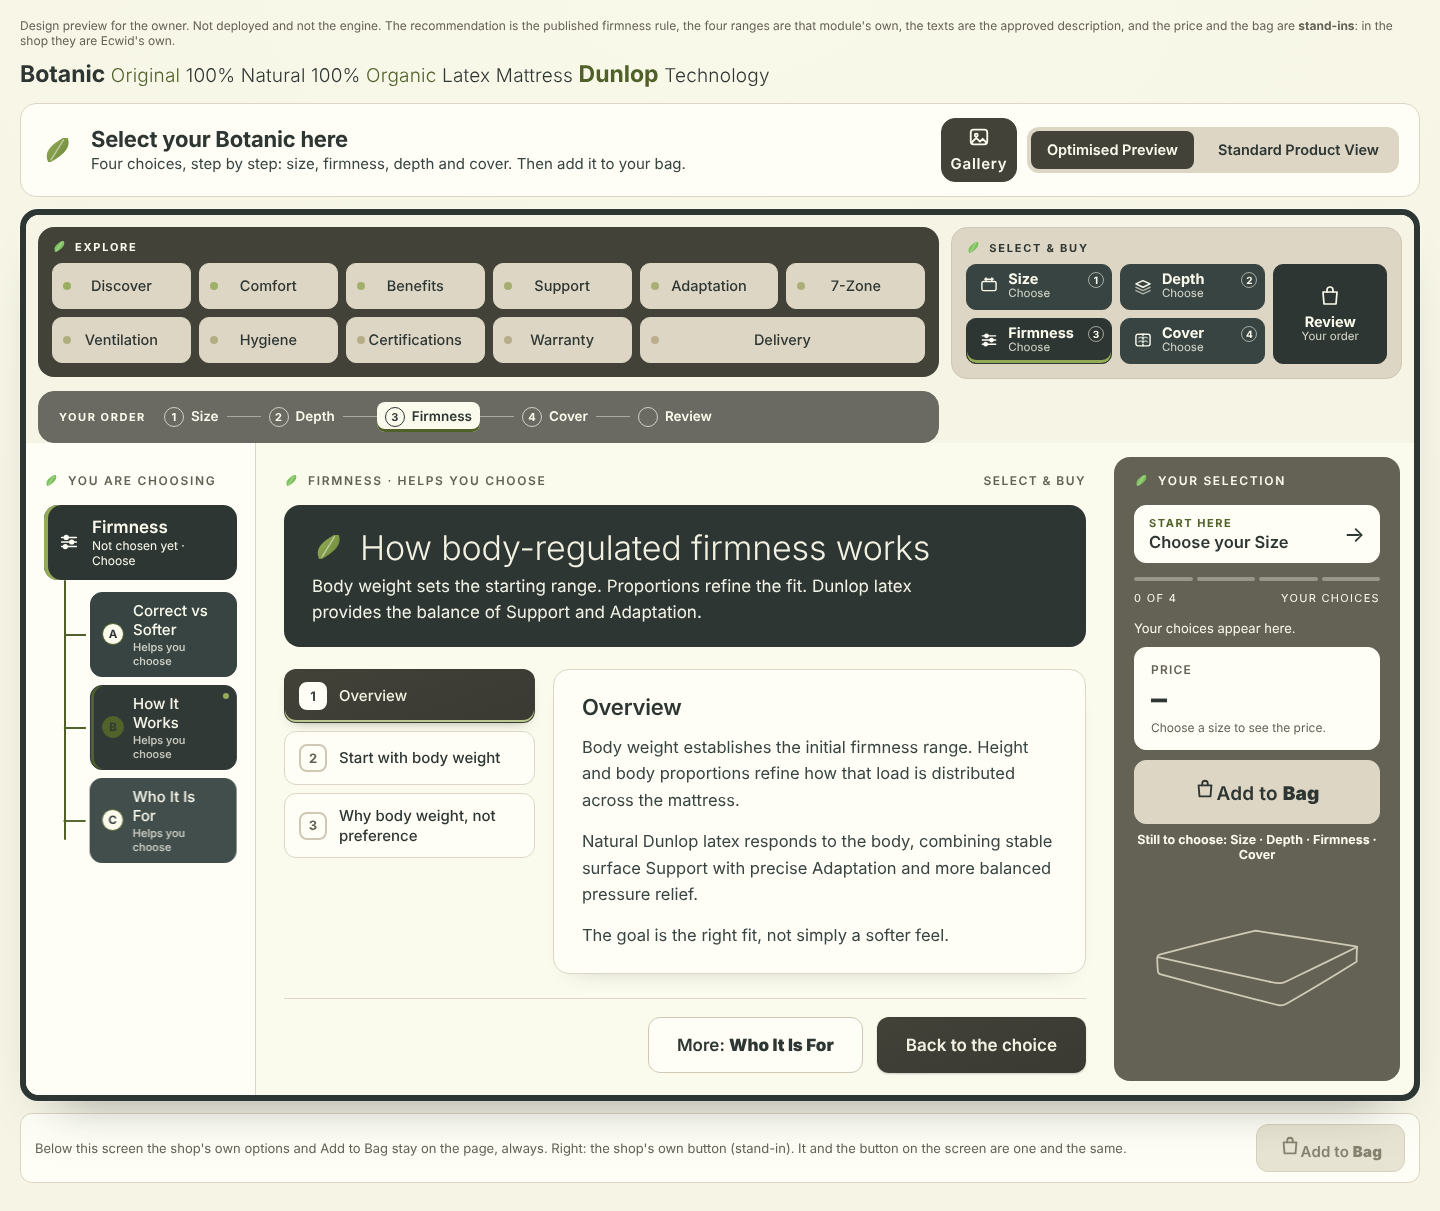 Design preview for the owner. Not deployed and not the engine. The recommendation is the published firmness rule, the four ranges are that module's own, the texts are the approved description, and the price and the bag are stand-ins: in the
shop they are Ecwid's own.
Botanic Original 100% Natural 100% Organic Latex Mattress Dunlop Technology
Select your Botanic here
Four choices, step by step: size, firmness, depth and cover. Then add it to your bag.
Gallery
Optimised Preview
Standard Product View
EXPLORE
Discover
Comfort
Benefits
Support
Adaptation
7-Zone
Ventilation
Hygiene
Certifications
Warranty
Delivery
SELECT & BUY
Size
Choose
1
Depth
Choose
2
Firmness
Choose
3
Cover
Choose
4
Review
Your order
YOUR ORDER
1 Size
2 Depth
3 Firmness
4 Cover
Review
YOU ARE CHOOSING
Firmness
Not chosen yet ·
Choose
A
Correct vs
Softer
Helps you
choose
B
How It
Works
Helps you
choose
C
Who It Is
For
Helps you
choose
FIRMNESS · HELPS YOU CHOOSE
SELECT & BUY
How body-regulated firmness works
Body weight sets the starting range. Proportions refine the fit. Dunlop latex
provides the balance of Support and Adaptation.
1 Overview
2 Start with body weight
3 Why body weight, not
preference
Overview
Body weight establishes the initial firmness range. Height
and body proportions refine how that load is distributed
across the mattress.
Natural Dunlop latex responds to the body, combining stable
surface Support with precise Adaptation and more balanced
pressure relief.
The goal is the right fit, not simply a softer feel.
More: Who It Is For
Back to the choice
YOUR SELECTION
START HERE
Choose your Size
0 OF 4
YOUR CHOICES
Your choices appear here.
PRICE
–
Choose a size to see the price.
Add to Bag
Still to choose: Size · Depth · Firmness ·
Cover
Below this screen the shop's own options and Add to Bag stay on the page, always. Right: the shop's own button (stand-in). It and the button on the screen are one and the same.
Add to Bag